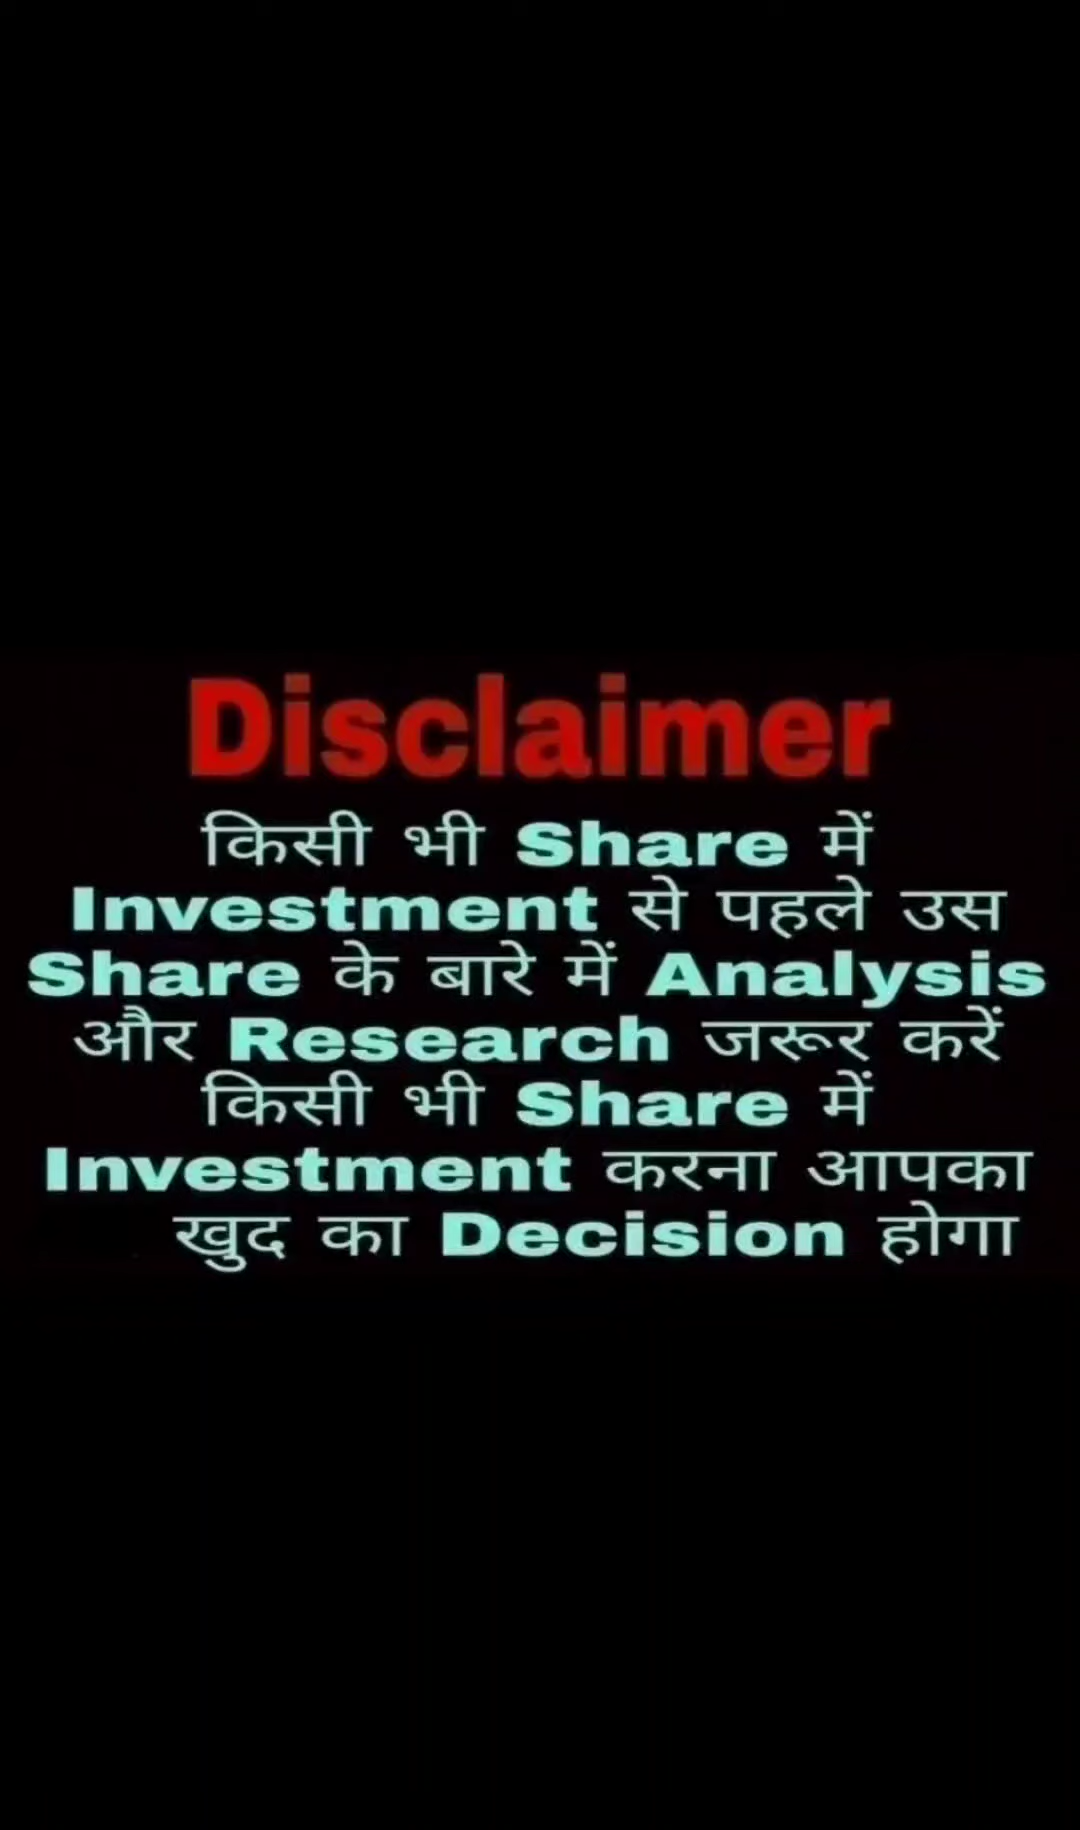 Disclaimer
किसी भी Share में
Investment से पहले उस
Share के बारे में Analysis
और Research जरूर करें
किसी भी Share में
Investment करना आपका
खुद का Decision होगा